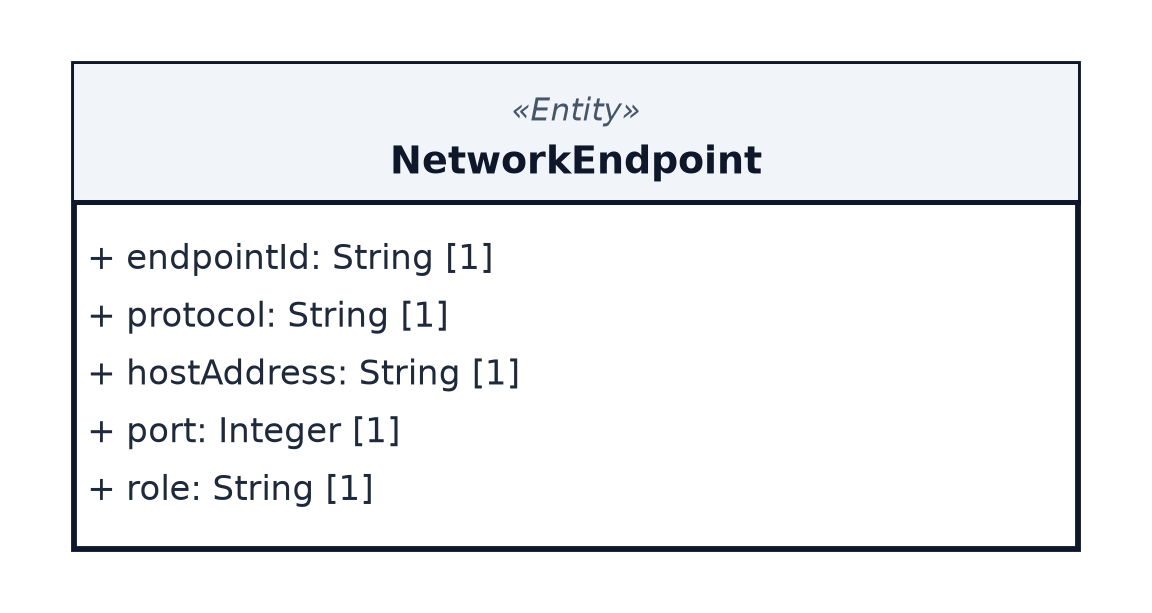 «Entity»
NetworkEndpoint
+ endpointId: String [1]
+ protocol: String [1]
+ hostAddress: String [1]
+ port: Integer [1]
+ role: String [1]